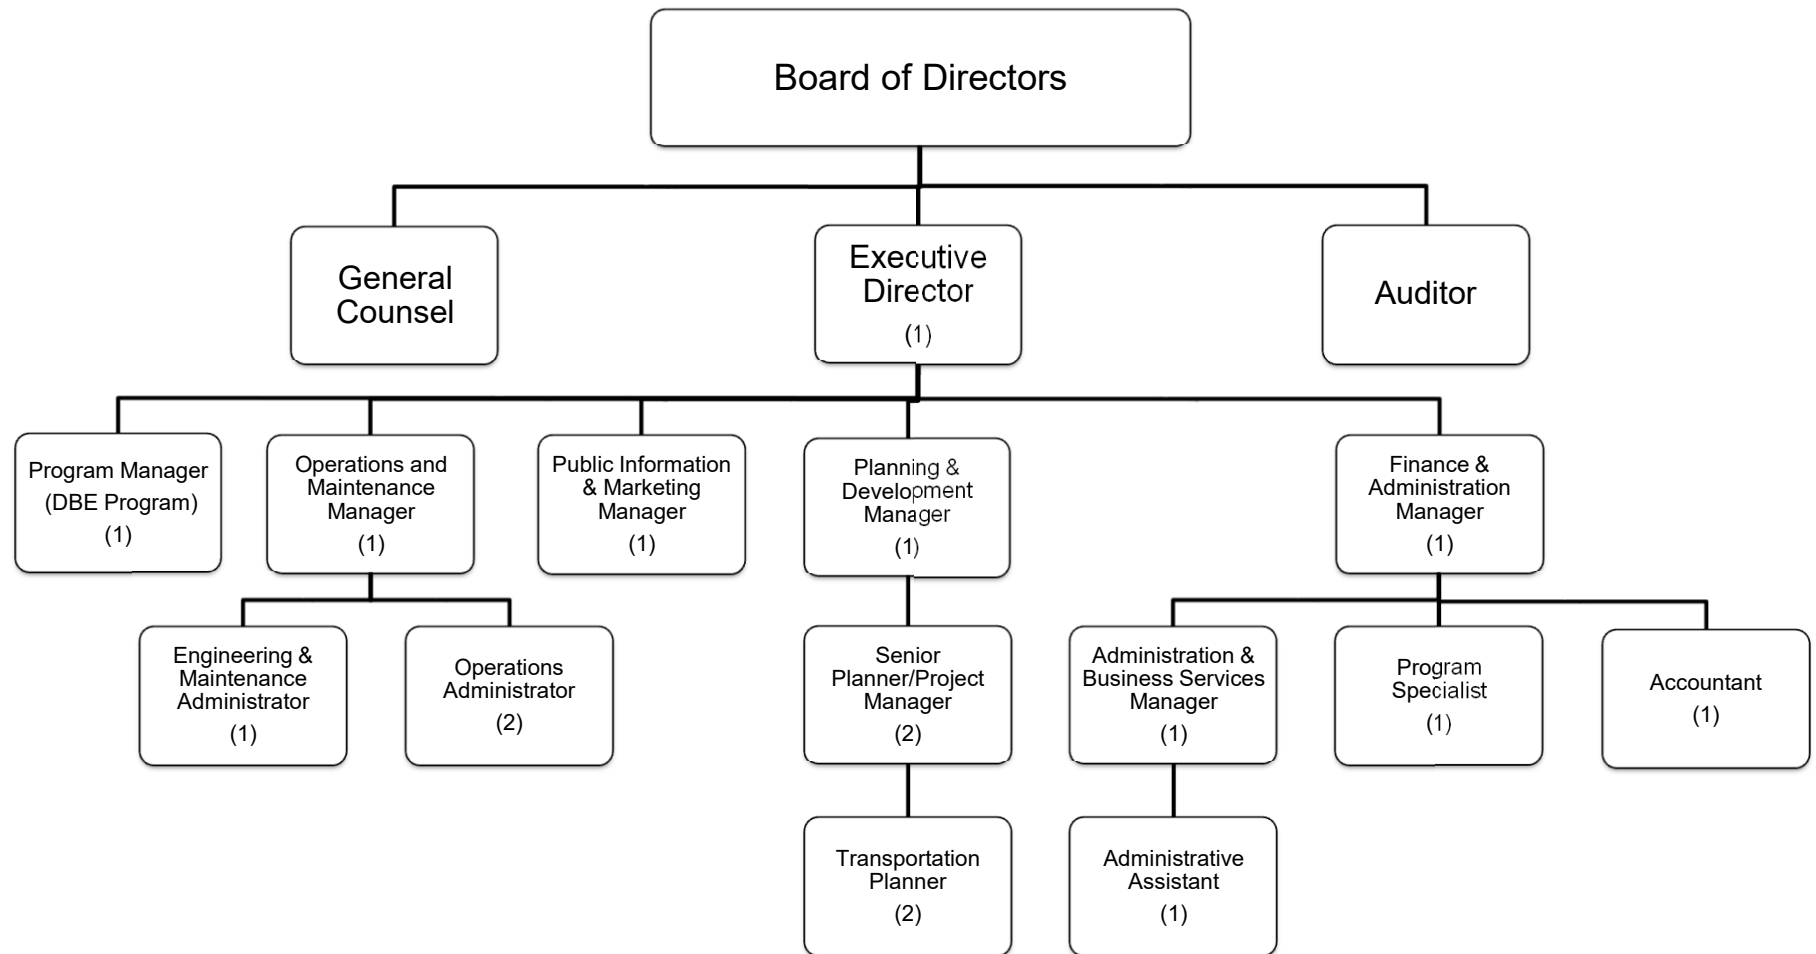 Board of Directors
General
Counsel
Executive
Director
(1)
Auditor
Program Manager
(DBE Program)
(1)
Operations and
Maintenance
Manager
(1)
Public Information
& Marketing
Manager
(1)
Planning &
Development
Manager
(1)
Finance &
Administration
Manager
(1)
Engineering &
Maintenance
Administrator
(1)
Operations
Administrator
(2)
Senior
Planner/Project
Manager
(2)
Administration &
Business Services
Manager
(1)
Program
Specialist
(1)
Accountant
(1)
Transportation
Planner
(2)
Administrative
Assistant
(1)